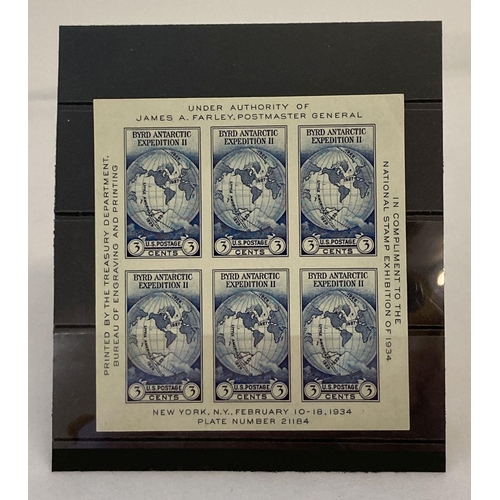 UNDER AUTHORITY OF
JAMES A. FARLEY, POSTMASTER GENERAL
PRINTED BY THE TREASURY DEPARTMENT,
BUREAU OF ENGRAVING AND PRINTING
BYRD ANTARCTIC
EXPEDITION II
U.S. POSTAGE
3 CENTS 3
BYRD ANTARCTIC
EXPEDITION II
U.S. POSTAGE
3 CENTS 3
BYRD ANTARCTIC
EXPEDITION II
U.S. POSTAGE
3 CENTS 3
BYRD ANTARCTIC
EXPEDITION II
U.S. POSTAGE
3 CENTS 3
BYRD ANTARCTIC
EXPEDITION II
U.S. POSTAGE
3 CENTS 3
BYRD ANTARCTIC
EXPEDITION II
U.S. POSTAGE
3 CENTS 3
IN COMPLIMENT TO THE
NATIONAL STAMP EXHIBITION OF 1934
NEW YORK, N.Y., FEBRUARY 10-18, 1934
PLATE NUMBER 21184